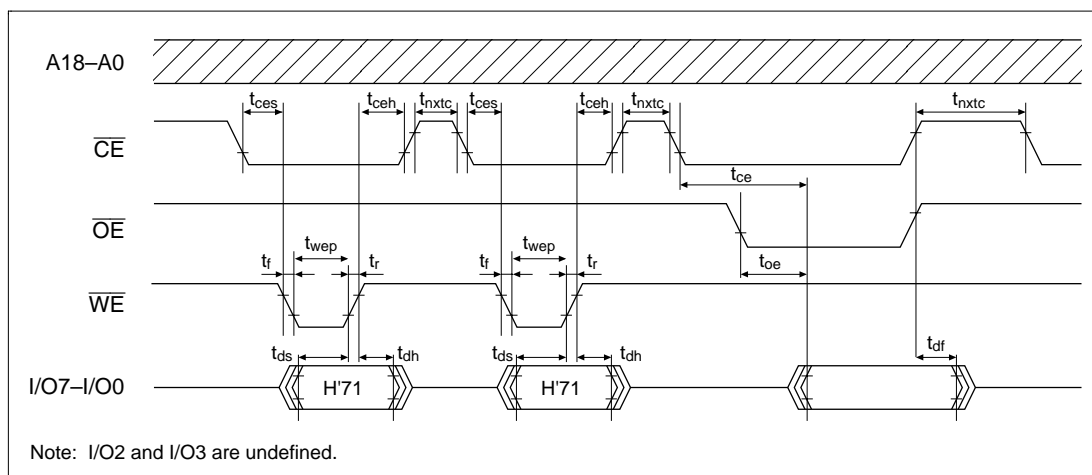 A18–A0
tces tceh tnxtc tces tceh tnxtc tnxtc
CE
tce
OE
twep twep toe
tf tr tf tr
WE
tds tdh tds tdh tdf
I/O7–I/O0 H'71 H'71
Note: I/O2 and I/O3 are undefined.